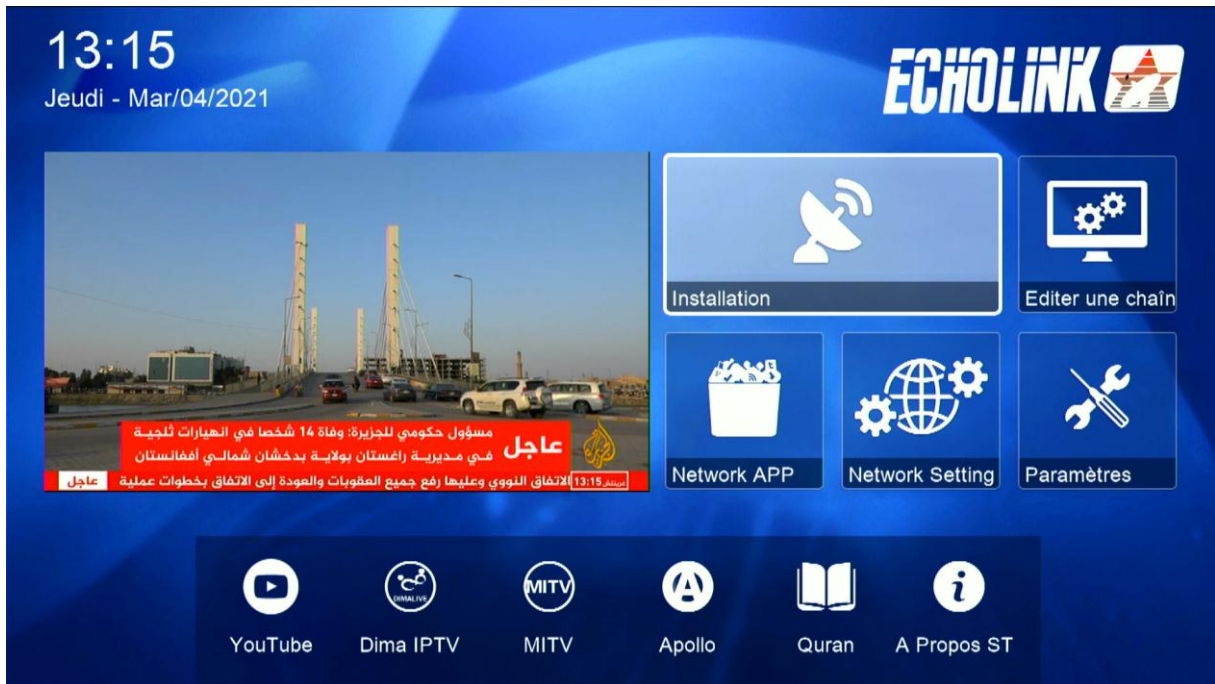 13:15
Jeudi - Mar/04/2021
ECHOLINK
مسؤول حكومي للجزيرة: وفاة 14 شخصا في انهيارات ثلجية
في مديرية راغستان بولاية بدخشان شمالي أفغانستان
عاجل
13:15 الاتفاق النووي وعليها رفع جميع العقوبات والعودة إلى الاتفاق بخطوات عملية
عاجل
Installation
Editer une chaîn
Network APP
Network Setting
Paramètres
DIMALIVE
MITV
YouTube
Dima IPTV
MITV
Apollo
Quran
A Propos ST